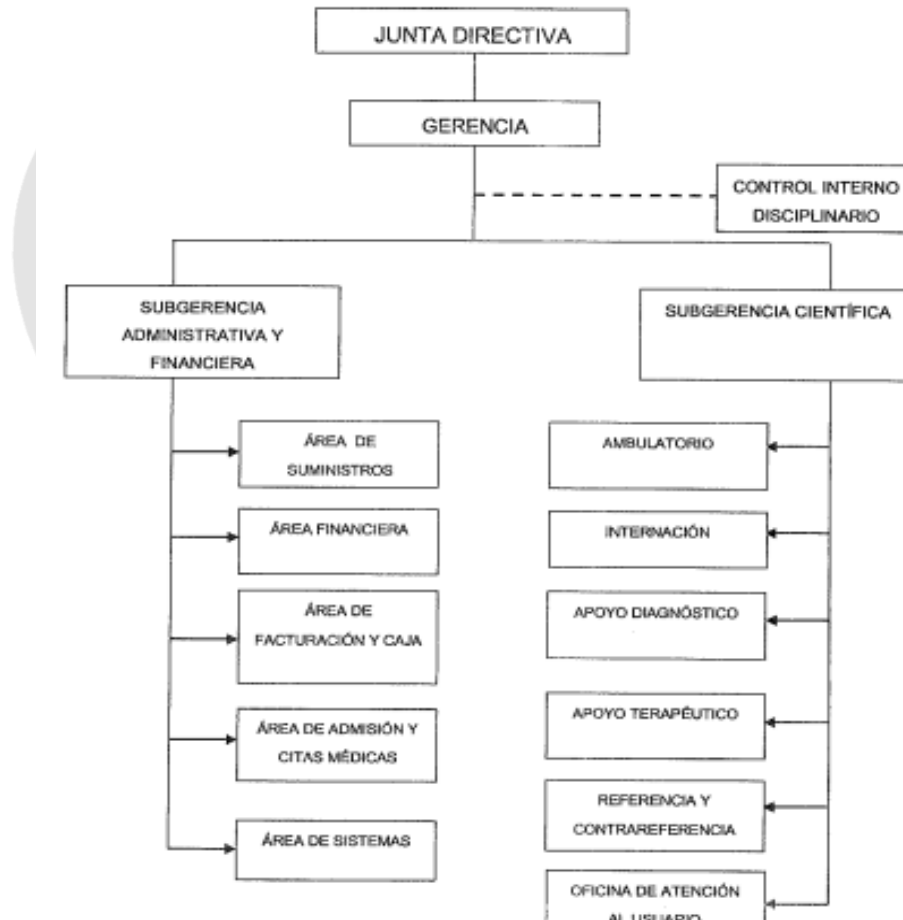 JUNTA DIRECTIVA
GERENCIA
CONTROL INTERNO
DISCIPLINARIO
SUBGERENCIA
ADMINISTRATIVA Y
FINANCIERA
SUBGERENCIA CIENTÍFICA
ÁREA DE
SUMINISTROS
ÁREA FINANCIERA
ÁREA DE
FACTURACIÓN Y CAJA
ÁREA DE ADMISIÓN Y
CITAS MÉDICAS
ÁREA DE SISTEMAS
AMBULATORIO
INTERNACIÓN
APOYO DIAGNÓSTICO
APOYO TERAPÉUTICO
REFERENCIA Y
CONTRAREFERENCIA
OFICINA DE ATENCIÓN
AL USUARIO